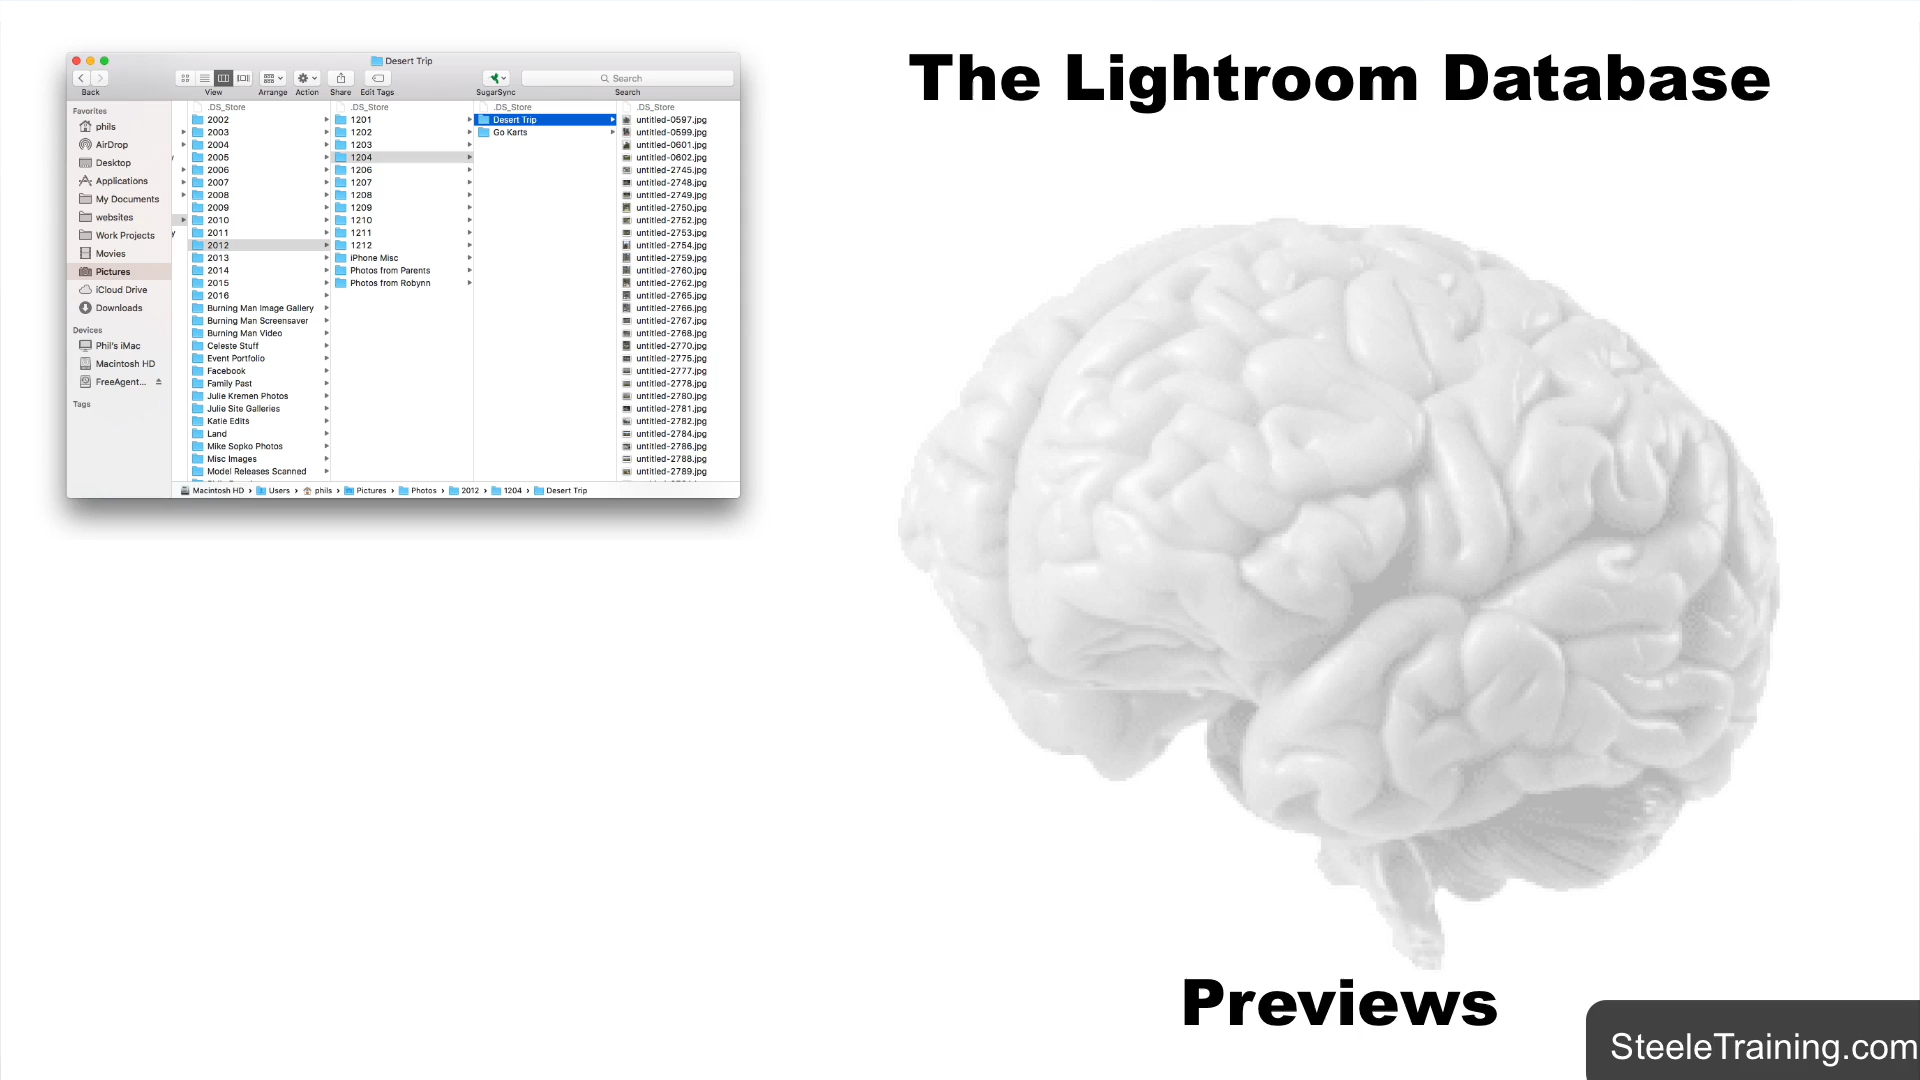 The Lightroom Database
Desert Trip
Back
View
Arrange
Action
Share
Edit Tags
SugarSync
Search
Search
Favorites
phils
AirDrop
Desktop
Applications
My Documents
websites
Work Projects
Movies
Pictures
iCloud Drive
Downloads
Devices
Phil's iMac
Macintosh HD
FreeAgent...
Tags
.DS_Store
2002
2003
2004
2005
2006
2007
2008
2009
2010
2011
2012
2013
2014
2015
2016
Burning Man Image Gallery
Burning Man Screensaver
Burning Man Video
Celeste Stuff
Event Portfolio
Facebook
Family Past
Julie Kremen Photos
Julie Site Galleries
Katie Edits
Land
Mike Sopko Photos
Misc Images
Model Releases Scanned
.DS_Store
1201
1202
1203
1204
1206
1207
1208
1209
1210
1211
1212
iPhone Misc
Photos from Parents
Photos from Robynn
.DS_Store
Desert Trip
Go Karts
.DS_Store
untitled-0597.jpg
untitled-0599.jpg
untitled-0601.jpg
untitled-0602.jpg
untitled-2745.jpg
untitled-2748.jpg
untitled-2749.jpg
untitled-2750.jpg
untitled-2752.jpg
untitled-2753.jpg
untitled-2754.jpg
untitled-2759.jpg
untitled-2760.jpg
untitled-2762.jpg
untitled-2765.jpg
untitled-2766.jpg
untitled-2767.jpg
untitled-2768.jpg
untitled-2770.jpg
untitled-2775.jpg
untitled-2777.jpg
untitled-2778.jpg
untitled-2780.jpg
untitled-2781.jpg
untitled-2782.jpg
untitled-2784.jpg
untitled-2786.jpg
untitled-2788.jpg
untitled-2789.jpg
Macintosh HD › Users › phils › Pictures › Photos › 2012 › 1204 › Desert Trip
Previews
SteeleTraining.com